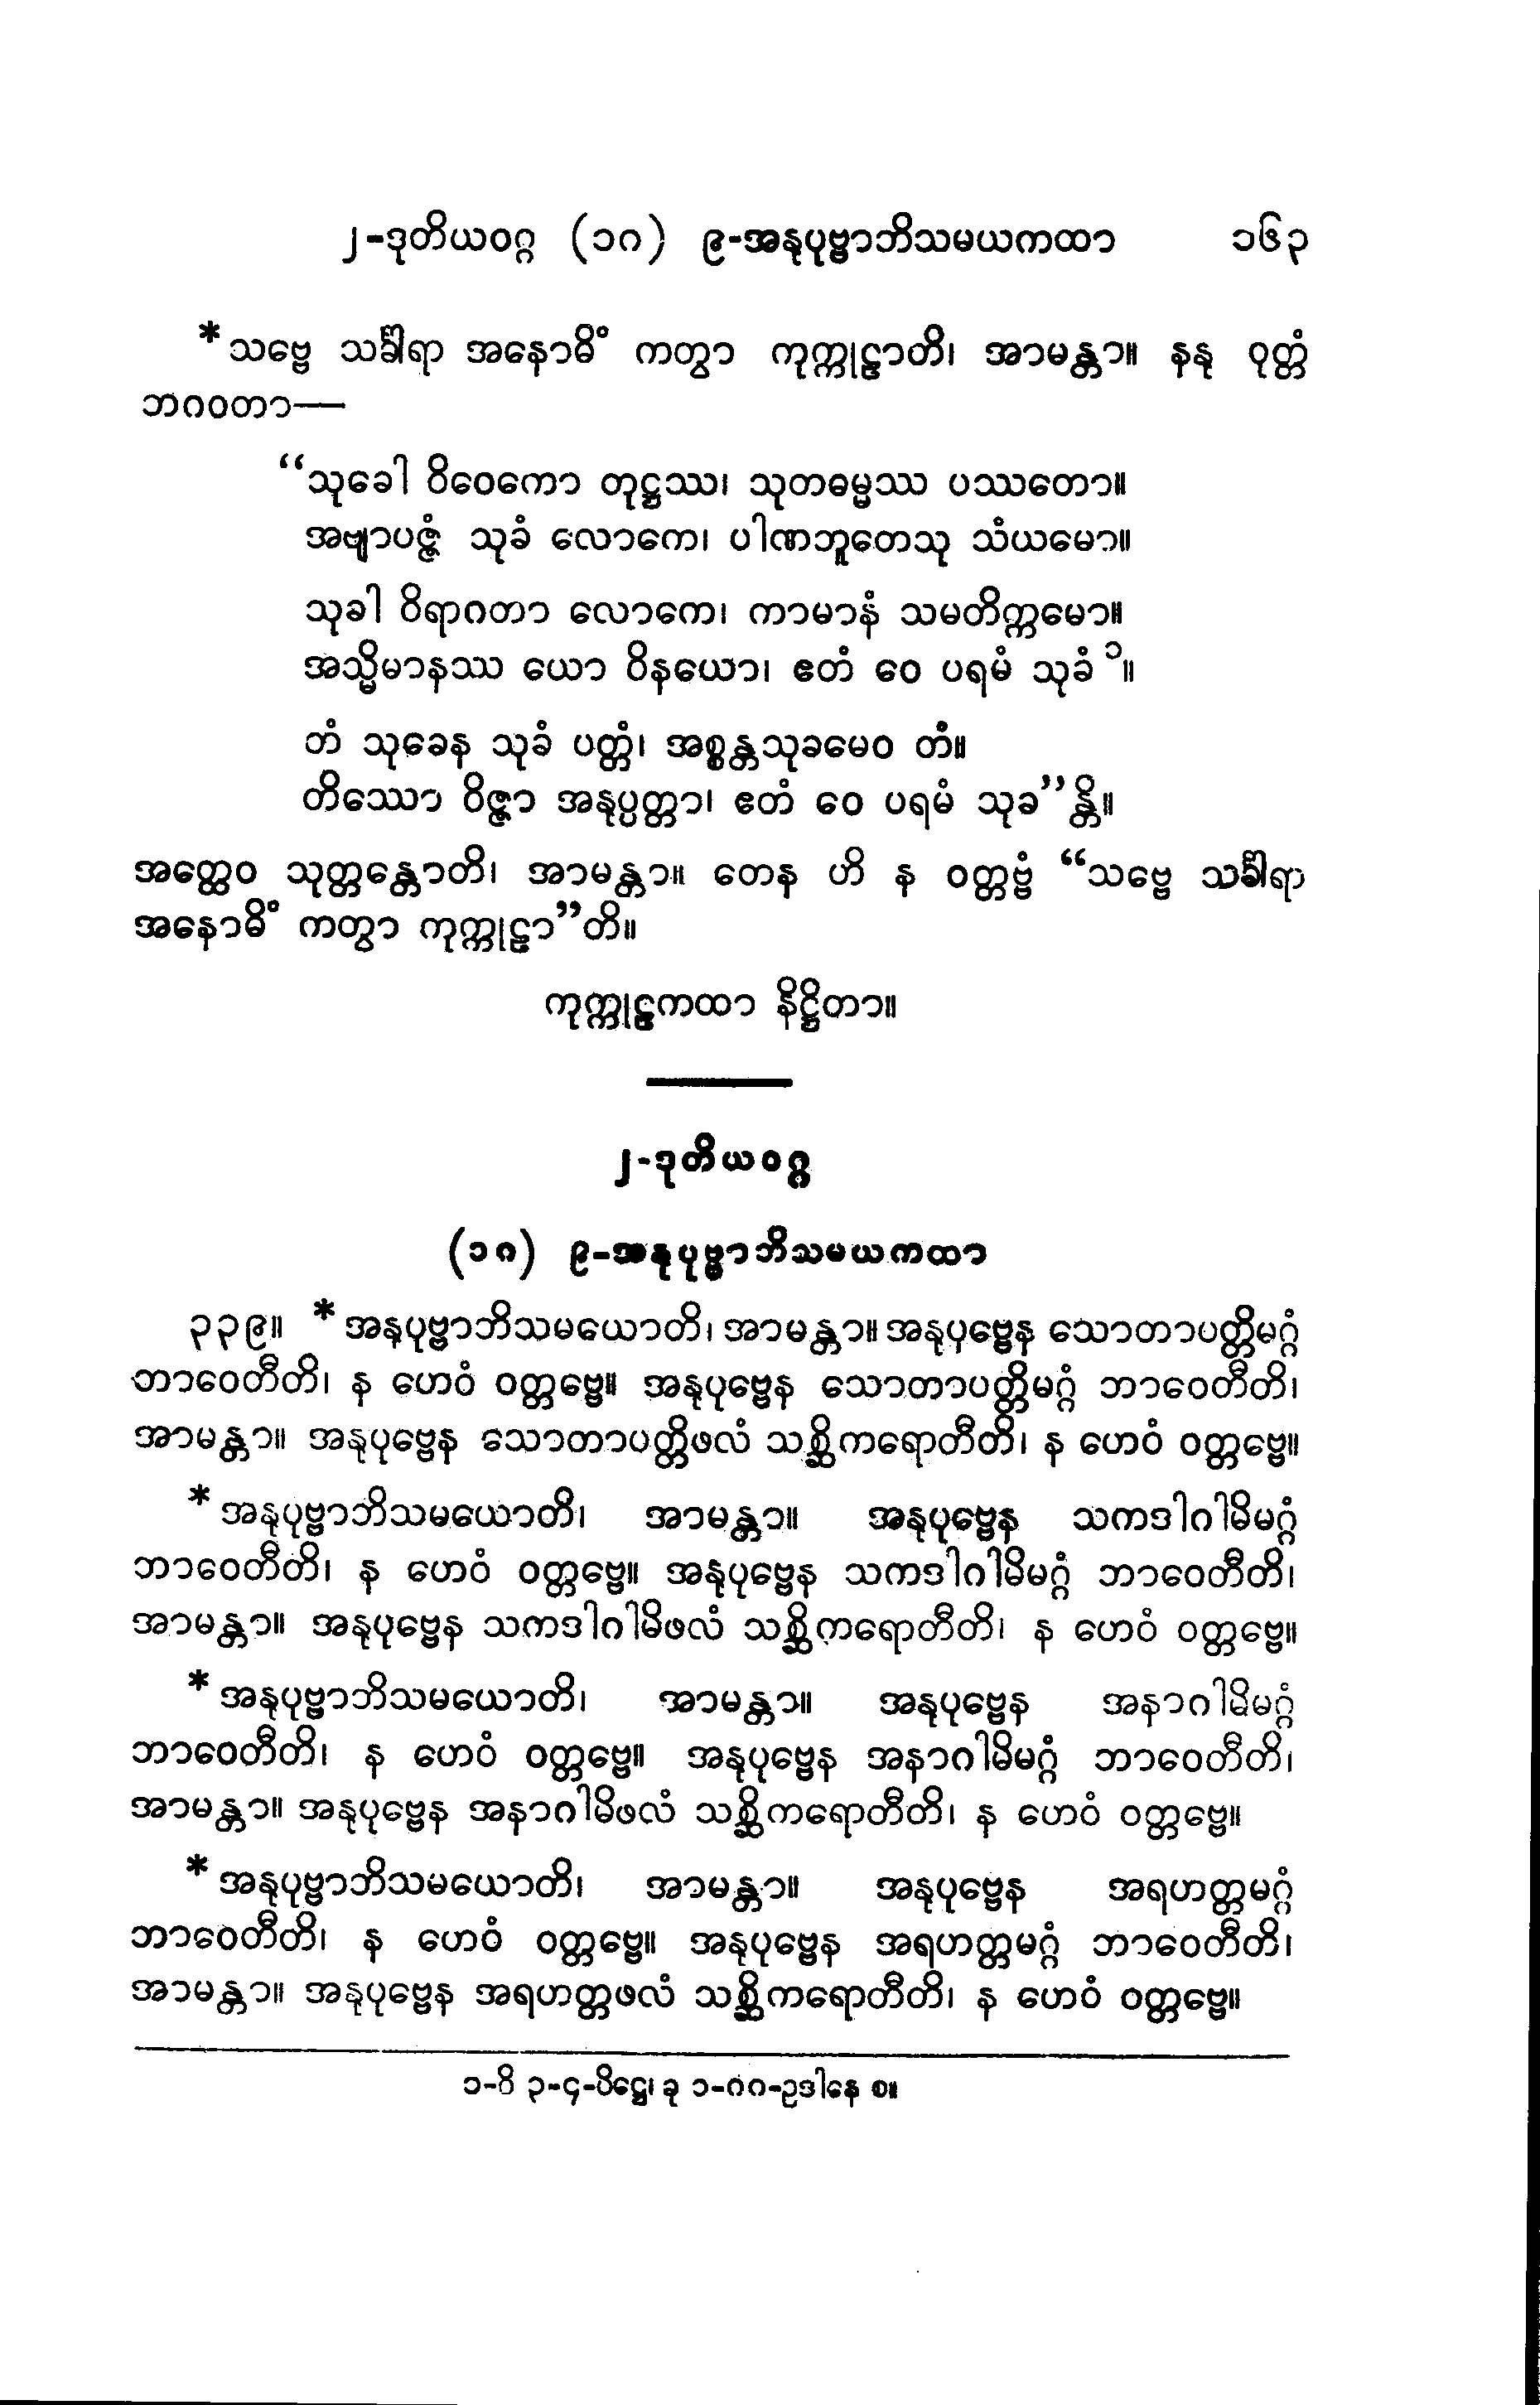 ၂-ဒုတိယဝဂ္ဂ (၁ဂ) ၉-အနုပုဗ္ဗာဘိသမယကထာ ၁၆၃
*သဗ္ဗေ သင်္ခါရာ အနောဓိံ ကတွာ ကုက္ကုဠာတိ၊ အာမန္တာ။ နနု ဝုတ္တံ
ဘဂဝတာ—
“သုခေါ ဝိဝေကော တုဋ္ဌဿ၊ သုတဓမ္မဿ ပဿတော။
အဗျာပဇ္ဇံ သုခံ လောကေ၊ ပါဏဘူတေသု သံယမော။
သုခါ ဝိရာဂတာ လောကေ၊ ကာမာနံ သမတိက္ကမော။
အသ္မိမာနဿ ယော ဝိနယော၊ ဧတံ ဝေ ပရမံ သုခံ ၁။
တံ သုခေန သုခံ ပတ္တံ၊ အစ္စန္တသုခမေဝ တံ။
တိဿော ဝိဇ္ဇာ အနုပ္ပတ္တာ၊ ဧတံ ဝေ ပရမံ သုခ”န္တိ။
အတ္ထေဝ သုတ္တန္တောတိ၊ အာမန္တာ။ တေန ဟိ န ဝတ္တဗ္ဗံ “သဗ္ဗေ သင်္ခါရာ
အနောဓိံ ကတွာ ကုက္ကုဠာ”တိ။
ကုက္ကုဠကထာ နိဋ္ဌိတာ။
၂-ဒုတိယဝဂ္ဂ
(၁ဂ) ၉-အနုပုဗ္ဗာဘိသမယကထာ
၃၃၉။ *အနုပုဗ္ဗာဘိသမယောတိ၊ အာမန္တာ။ အနုပုဗ္ဗေန သောတာပတ္တိမဂ္ဂံ
ဘာဝေတီတိ၊ န ဟေဝံ ဝတ္တဗ္ဗေ။ အနုပုဗ္ဗေန သောတာပတ္တိမဂ္ဂံ ဘာဝေတီတိ၊
အာမန္တာ။ အနုပုဗ္ဗေန သောတာပတ္တိဖလံ သစ္ဆိကရောတီတိ၊ န ဟေဝံ ဝတ္တဗ္ဗေ။
*အနုပုဗ္ဗာဘိသမယောတိ၊ အာမန္တာ။ အနုပုဗ္ဗေန သကဒါဂါမိမဂ္ဂံ
ဘာဝေတီတိ၊ န ဟေဝံ ဝတ္တဗ္ဗေ။ အနုပုဗ္ဗေန သကဒါဂါမိမဂ္ဂံ ဘာဝေတီတိ၊
အာမန္တာ။ အနုပုဗ္ဗေန သကဒါဂါမိဖလံ သစ္ဆိကရောတီတိ၊ န ဟေဝံ ဝတ္တဗ္ဗေ။
*အနုပုဗ္ဗာဘိသမယောတိ၊ အာမန္တာ။ အနုပုဗ္ဗေန အနာဂါမိမဂ္ဂံ
ဘာဝေတီတိ၊ န ဟေဝံ ဝတ္တဗ္ဗေ။ အနုပုဗ္ဗေန အနာဂါမိမဂ္ဂံ ဘာဝေတီတိ၊
အာမန္တာ။ အနုပုဗ္ဗေန အနာဂါမိဖလံ သစ္ဆိကရောတီတိ၊ န ဟေဝံ ဝတ္တဗ္ဗေ။
*အနုပုဗ္ဗာဘိသမယောတိ၊ အာမန္တာ။ အနုပုဗ္ဗေန အရဟတ္တမဂ္ဂံ
ဘာဝေတီတိ၊ န ဟေဝံ ဝတ္တဗ္ဗေ။ အနုပုဗ္ဗေန အရဟတ္တမဂ္ဂံ ဘာဝေတီတိ၊
အာမန္တာ။ အနုပုဗ္ဗေန အရဟတ္တဖလံ သစ္ဆိကရောတီတိ၊ န ဟေဝံ ဝတ္တဗ္ဗေ။
၁-ဝိ ၃-၄-ပိဋ္ဌေ၊ ခု ၁-ဂဂ-ဥဒါနေ စ။